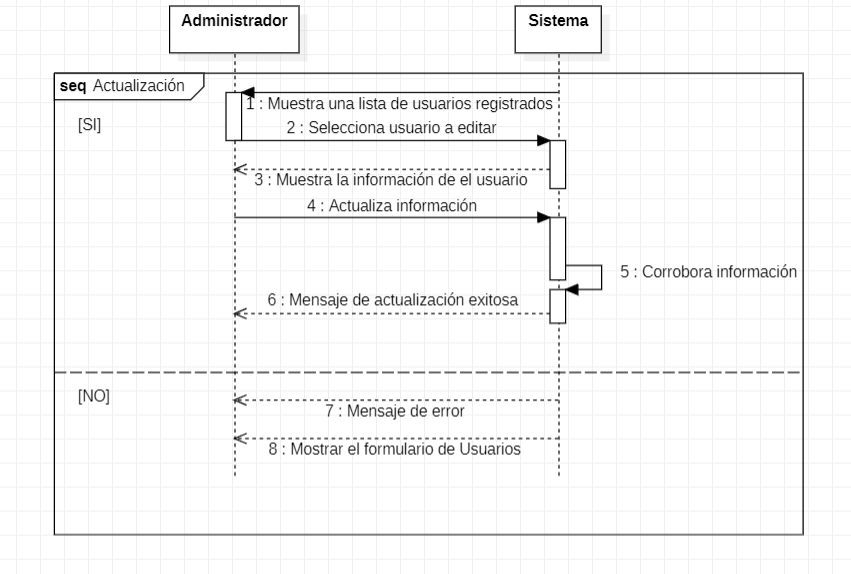 Administrador
Sistema
seq Actualización
1 : Muestra una lista de usuarios registrados
[SI]
2 : Selecciona usuario a editar
3 : Muestra la información de el usuario
4 : Actualiza información
5 : Corrobora información
6 : Mensaje de actualización exitosa
[NO]
7 : Mensaje de error
8 : Mostrar el formulario de Usuarios